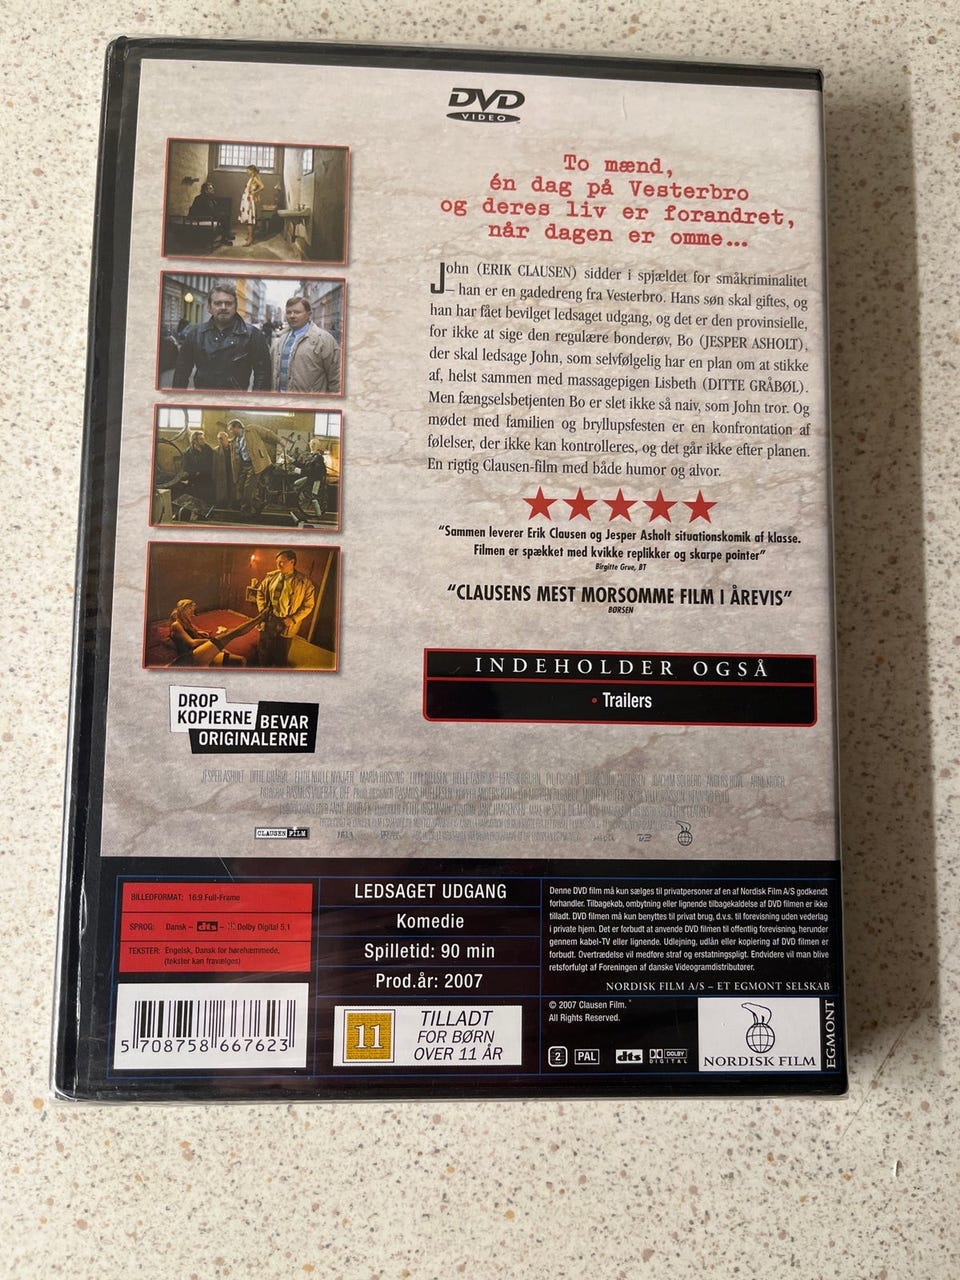 DVD
VIDEO
To mænd,
én dag på Vesterbro
og deres liv er forandret,
når dagen er omme...
John (ERIK CLAUSEN) sidder i spjældet for småkriminalitet
– han er en gadedreng fra Vesterbro. Hans søn skal giftes, og
han har fået bevilget ledsaget udgang, og det er den provinsielle,
for ikke at sige den regulære bonderøv, Bo (JESPER ASHOLT),
der skal ledsage John, som selvfølgelig har en plan om at stikke
af, helst sammen med massagepigen Lisbeth (DITTE GRÅBØL).
Men fængselsbetjenten Bo er slet ikke så naiv, som John tror. Og
mødet med familien og bryllupsfesten er en konfrontation af
følelser, der ikke kan kontrolleres, og det går ikke efter planen.
En rigtig Clausen-film med både humor og alvor.
"Sammen leverer Erik Clausen og Jesper Asholt situationskomik af klasse.
Filmen er spækket med kvikke replikker og skarpe pointer"
Birgitte Grue, BT
"CLAUSENS MEST MORSOMME FILM I ÅREVIS"
BØRSEN
INDEHOLDER OGSÅ
• Trailers
DROP
KOPIERNE
BEVAR
ORIGINALERNE
JESPER ASHOLT DITTE GRÅBØL
CLAUSEN FILM
BILLEDFORMAT: 16:9 Full-Frame
SPROG: Dansk – dts – Dolby Digital 5.1
TEKSTER: Engelsk, Dansk for hørehæmmede,
(tekster kan fravælges)
5 708758 667623
LEDSAGET UDGANG
Komedie
Spilletid: 90 min
Prod.år: 2007
11
TILLADT
FOR BØRN
OVER 11 ÅR
Denne DVD film må kun sælges til privatpersoner af en af Nordisk Film A/S godkendt
forhandler. Tilbagekøb, ombytning eller lignende tilbagekaldelse af DVD filmen er ikke
tilladt. DVD filmen må kun benyttes til privat brug, d.v.s. til forevisning uden vederlag
i private hjem. Det er forbudt at anvende DVD filmen til offentlig forevisning, herunder
gennem kabel-TV eller lignende. Udlejning, udlån eller kopiering af DVD filmen er
forbudt. Overtrædelse vil medføre straf og erstatningspligt. Endvidere vil man blive
retsforfulgt af Foreningen af danske Videogramdistributører.
NORDISK FILM A/S – ET EGMONT SELSKAB
© 2007 Clausen Film.
All Rights Reserved.
2 PAL dts DOLBY
DIGITAL
NORDISK FILM
EGMONT